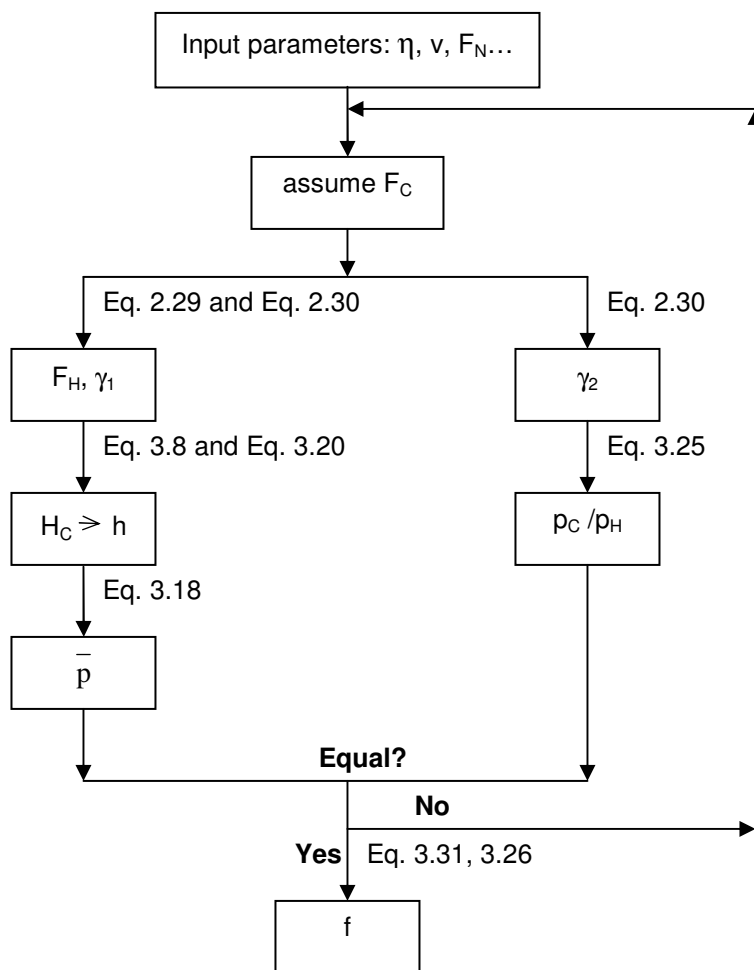 Input parameters: η, v, F_N…
assume F_C
Eq. 2.29 and Eq. 2.30
Eq. 2.30
F_H, γ₁
γ₂
Eq. 3.8 and Eq. 3.20
Eq. 3.25
H_C ⪢ h
p_C /p_H
Eq. 3.18
p̄
Equal?
No
Yes Eq. 3.31, 3.26
f